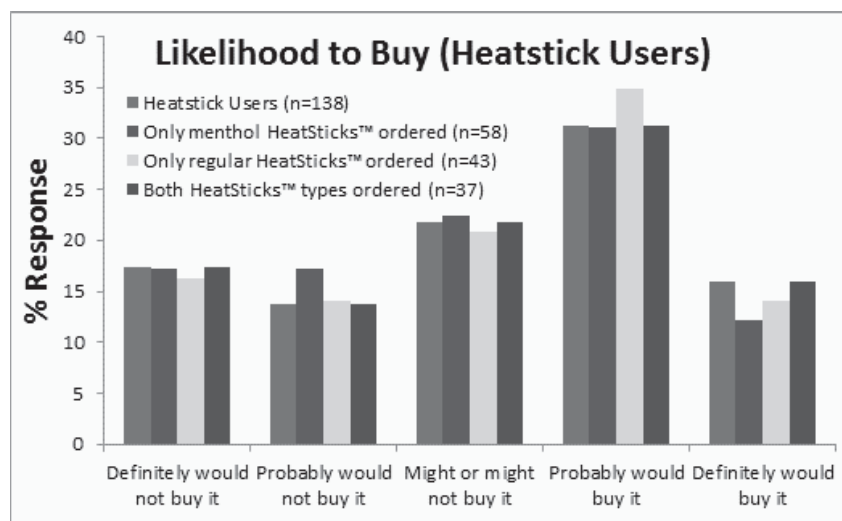 Likelihood to Buy (Heatstick Users)
Heatstick Users (n=138)
Only menthol HeatSticks™ ordered (n=58)
Only regular HeatSticks™ ordered (n=43)
Both HeatSticks™ types ordered (n=37)
% Response
40
35
30
25
20
15
10
5
0
Definitely would
not buy it
Probably would
not buy it
Might or might
not buy it
Probably would
buy it
Definitely would
buy it